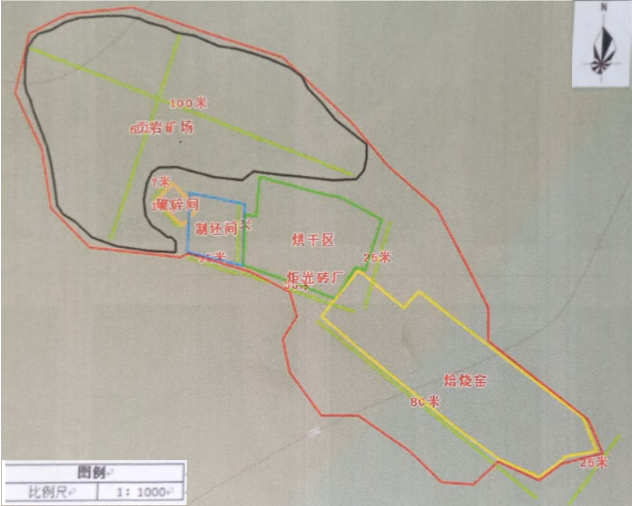 N
100米
页岩矿场
7米
破碎间
制坯间
烘干区
25米
炬光砖厂
焙烧窑
80米
25米
图例
比例尺 1：1000